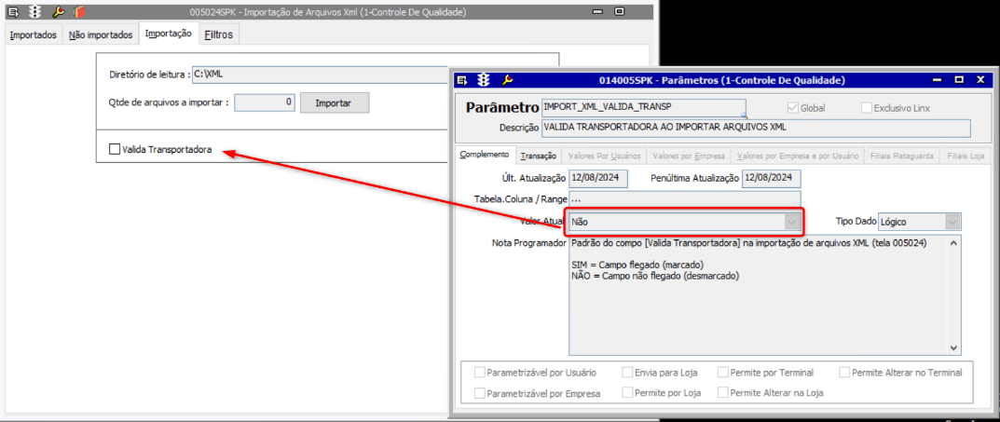 005024SPK - Importação de Arquivos Xml (1-Controle De Qualidade)
Importados Não importados Importação Filtros
Diretório de leitura : C:\XML
Qtde de arquivos a importar : 0 Importar
Valida Transportadora
014005SPK - Parâmetros (1-Controle De Qualidade)
Parâmetro IMPORT_XML_VALIDA_TRANSP Global Exclusivo Linx
Descrição VALIDA TRANSPORTADORA AO IMPORTAR ARQUIVOS XML
Complemento Transação Valores Por Usuários Valores por Empresa Valores por Empresa e por Usuário Filiais Retaguarda Filiais Loja
Últ. Atualização 12/08/2024 Penúltima Atualização 12/08/2024
Tabela.Coluna / Range ...
Valor Atual Não Tipo Dado Lógico
Nota Programador Padrão do compo [Valida Transportadora] na importação de arquivos XML (tela 005024)
SIM = Campo flegado (marcado)
NÃO = Campo não flegado (desmarcado)
Parametrizável por Usuário Envia para Loja Permite por Terminal Permite Alterar no Terminal
Parametrizável por Empresa Permite por Loja Permite Alterar na Loja